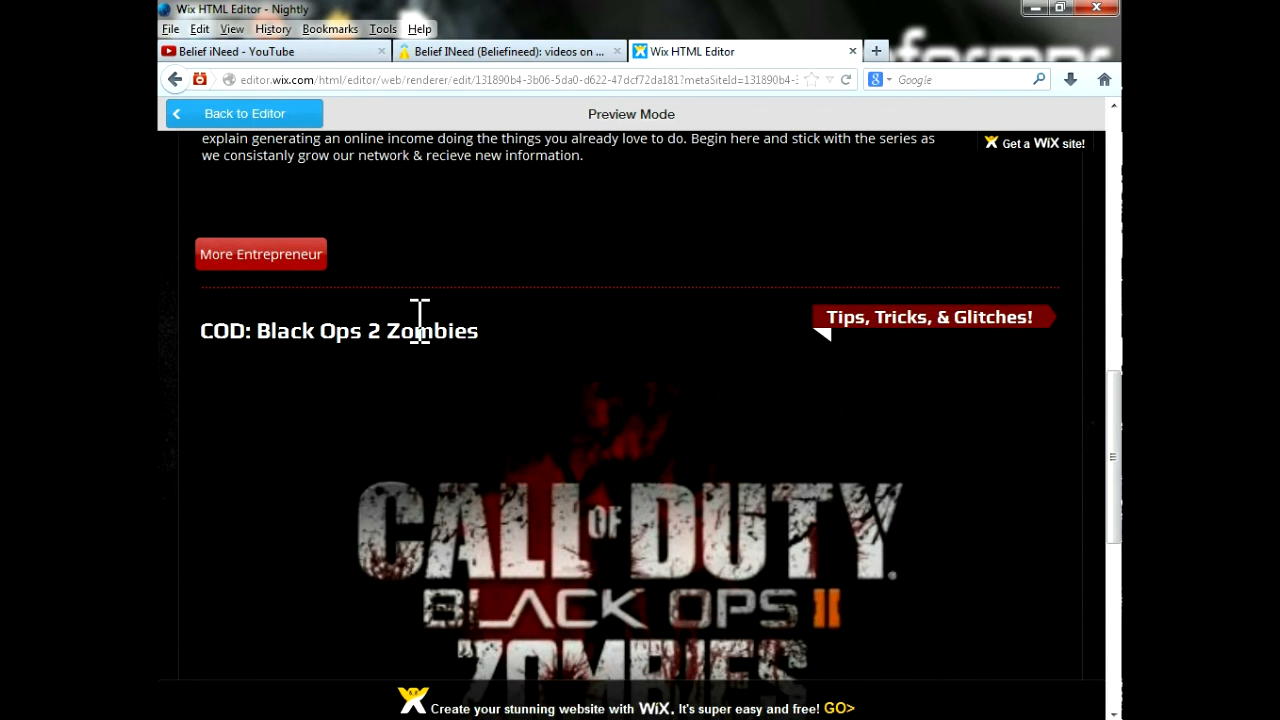 Wix HTML Editor - Nightly
File Edit View History Bookmarks Tools Help
Belief iNeed - YouTube
Belief INeed (Beliefineed): videos on ...
Wix HTML Editor
editor.wix.com/html/editor/web/renderer/edit/131890b4-3b06-5da0-d622-47dcf72da181?metaSiteId=131890b4-3
Google
Back to Editor
Preview Mode
explain generating an online income doing the things you already love to do. Begin here and stick with the series as
we consistanly grow our network & recieve new information.
Get a WiX site!
More Entrepreneur
COD: Black Ops 2 Zombies
Tips, Tricks, & Glitches!
CALL OF DUTY
BLACK OPS II
ZOMBIES
Create your stunning website with WiX. It's super easy and free! GO>